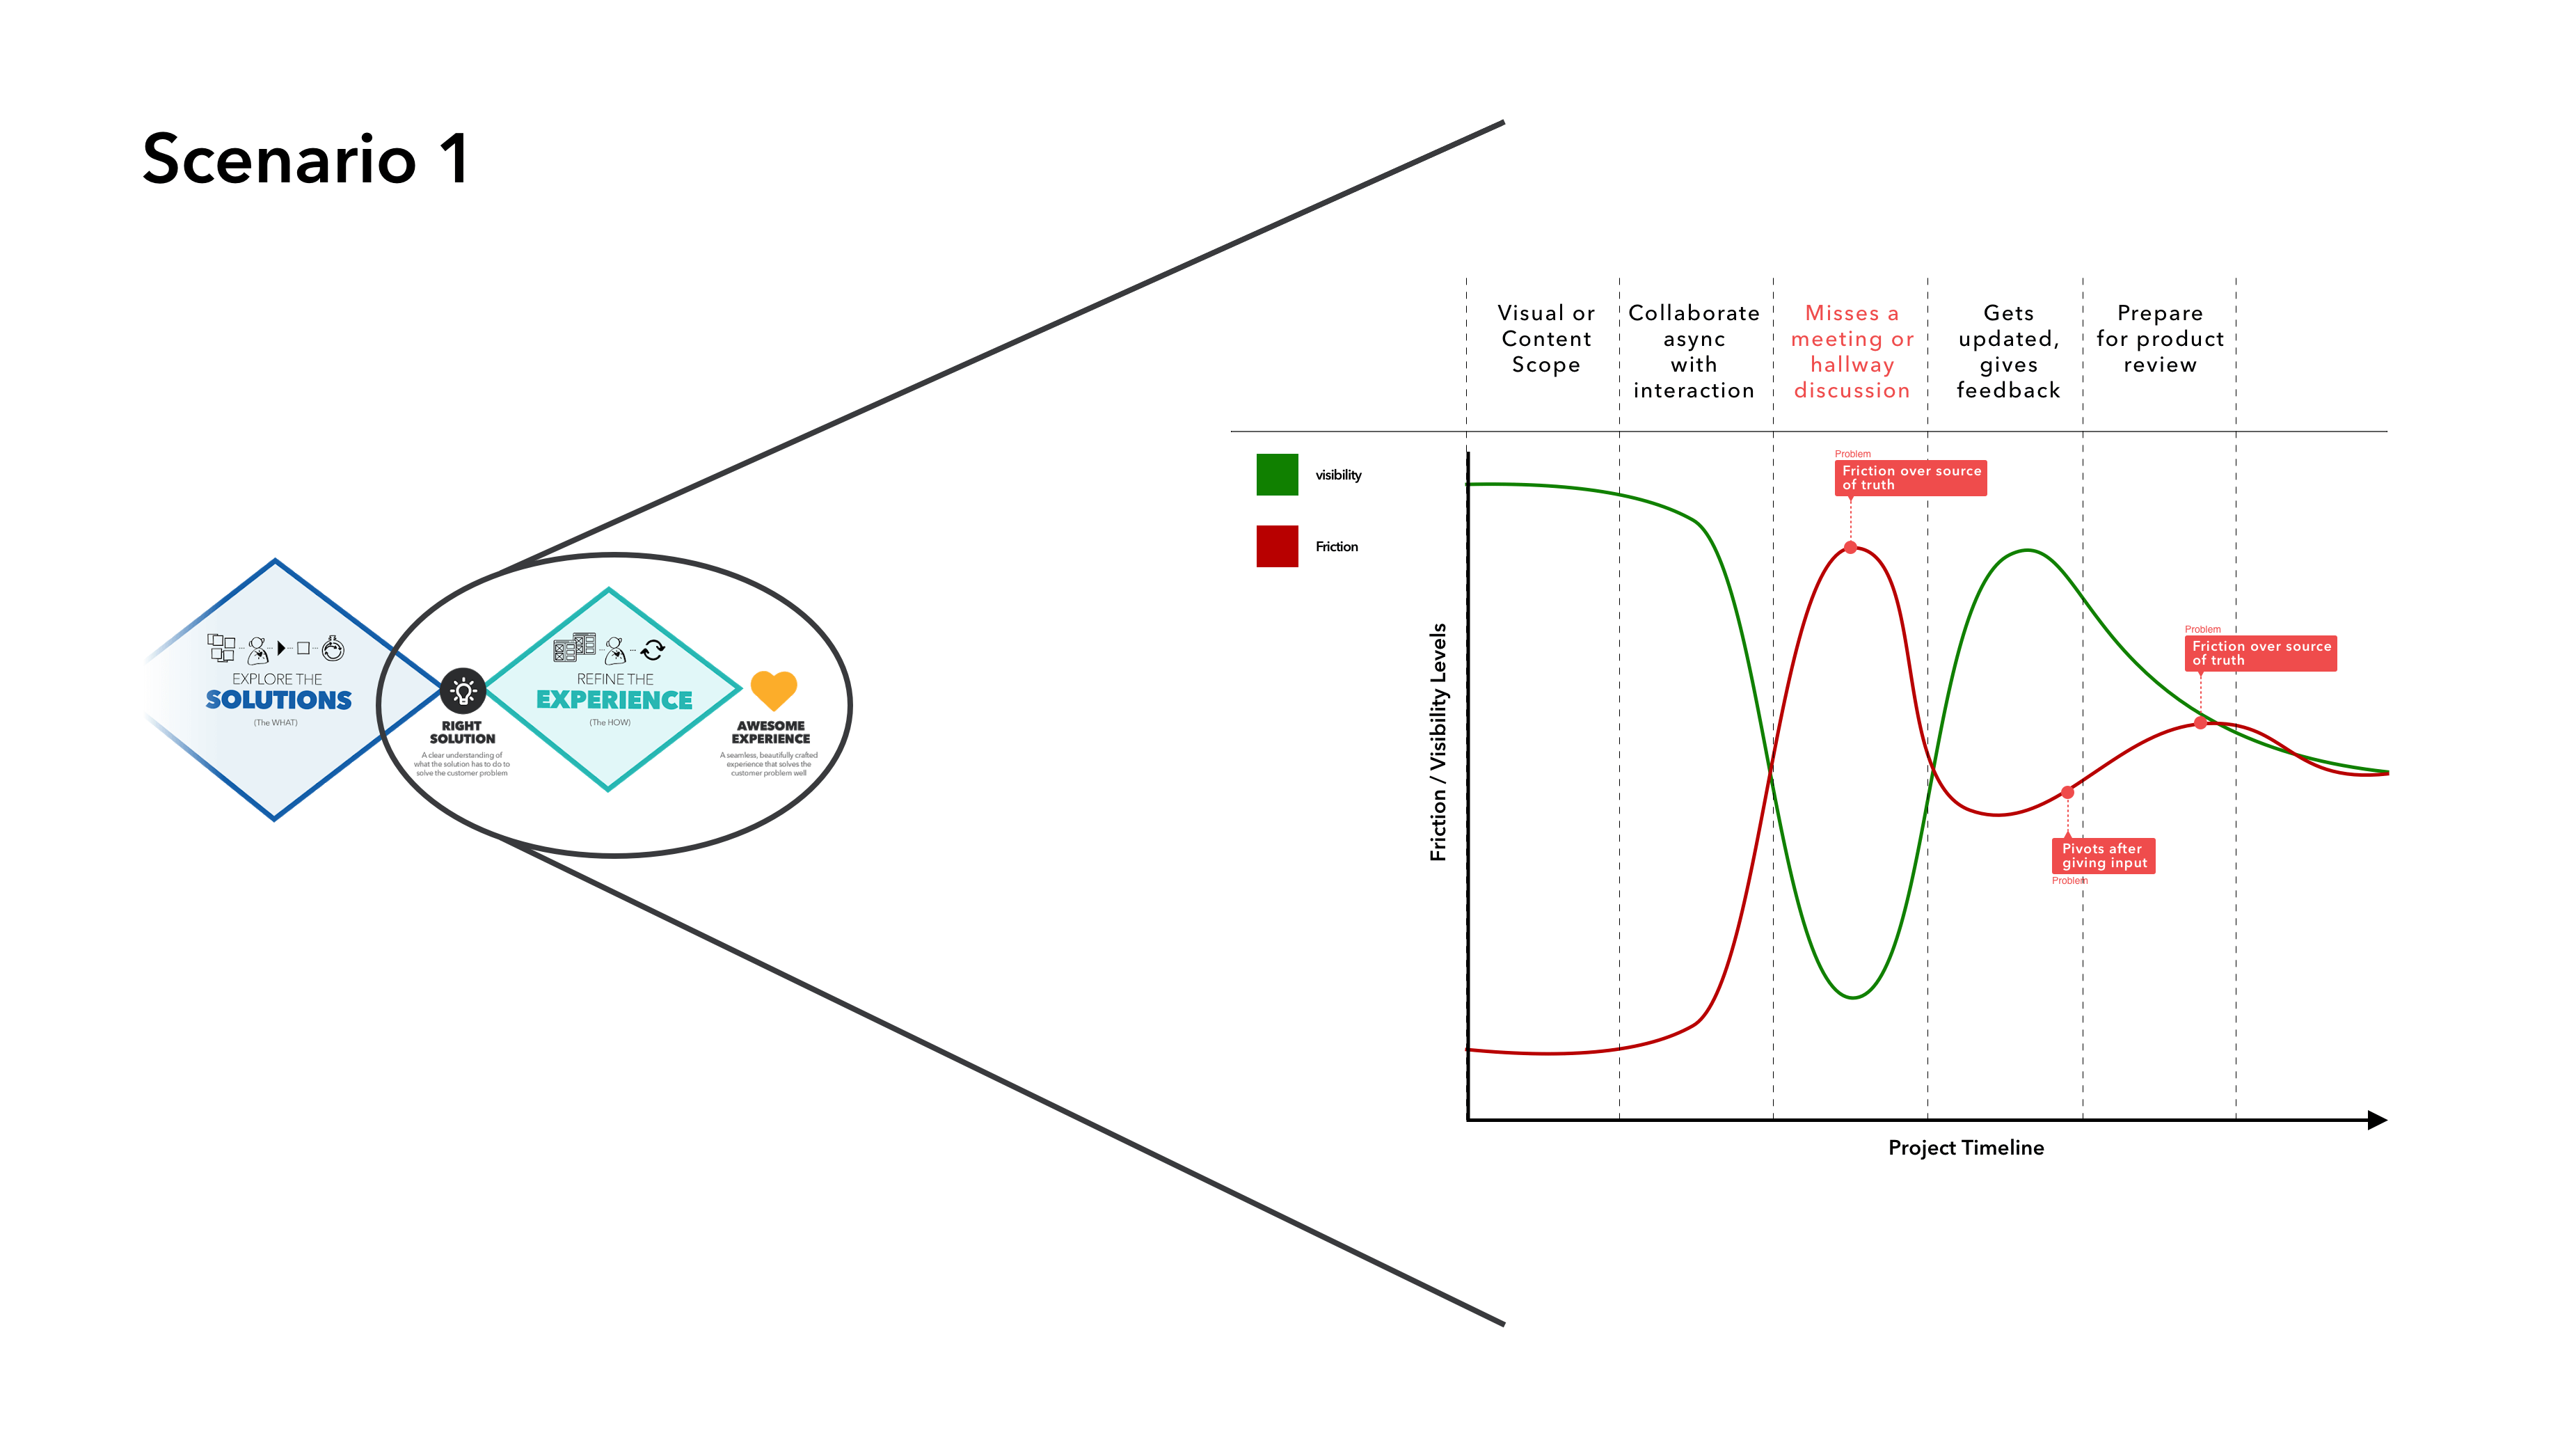 Scenario 1
EXPLORE THE
SOLUTIONS
(The WHAT)
RIGHT
SOLUTION
A clear understanding of
what the solution has to do to
solve the customer problem
REFINE THE
EXPERIENCE
(The HOW)
AWESOME
EXPERIENCE
A seamless, beautifully crafted
experience that solves the
customer problem well
Visual or
Content
Scope
Collaborate
async
with
interaction
Misses a
meeting or
hallway
discussion
Gets
updated,
gives
feedback
Prepare
for product
review
visibility
Friction
Friction / Visibility Levels
Problem
Friction over source
of truth
Problem
Friction over source
of truth
Pivots after
giving input
Problem
Project Timeline